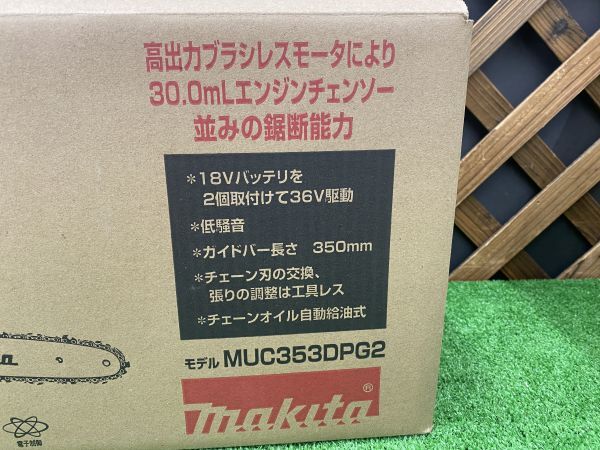 高出力ブラシレスモータにより
30.0mLエンジンチェンソー
並みの鋸断能力
*18Vバッテリを
2個取付けて36V駆動
*低騒音
*ガイドバー長さ 350mm
*チェーン刃の交換、
張りの調整は工具レス
*チェーンオイル自動給油式
モデル MUC353DPG2
makita®
電子制御